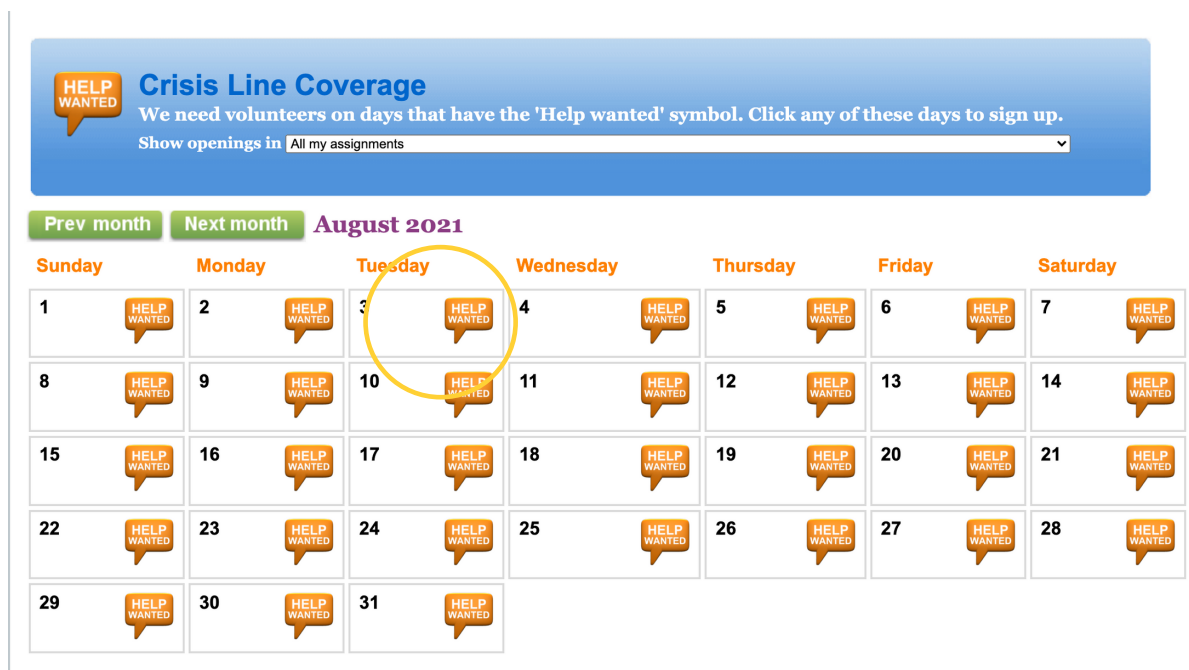 HELP
WANTED
Crisis Line Coverage
We need volunteers on days that have the 'Help wanted' symbol. Click any of these days to sign up.
Show openings in All my assignments
Prev month Next month August 2021
Sunday Monday Tuesday Wednesday Thursday Friday Saturday
1 HELP WANTED 2 HELP WANTED 3 HELP WANTED 4 HELP WANTED 5 HELP WANTED 6 HELP WANTED 7 HELP WANTED
8 HELP WANTED 9 HELP WANTED 10 HELP WANTED 11 HELP WANTED 12 HELP WANTED 13 HELP WANTED 14 HELP WANTED
15 HELP WANTED 16 HELP WANTED 17 HELP WANTED 18 HELP WANTED 19 HELP WANTED 20 HELP WANTED 21 HELP WANTED
22 HELP WANTED 23 HELP WANTED 24 HELP WANTED 25 HELP WANTED 26 HELP WANTED 27 HELP WANTED 28 HELP WANTED
29 HELP WANTED 30 HELP WANTED 31 HELP WANTED